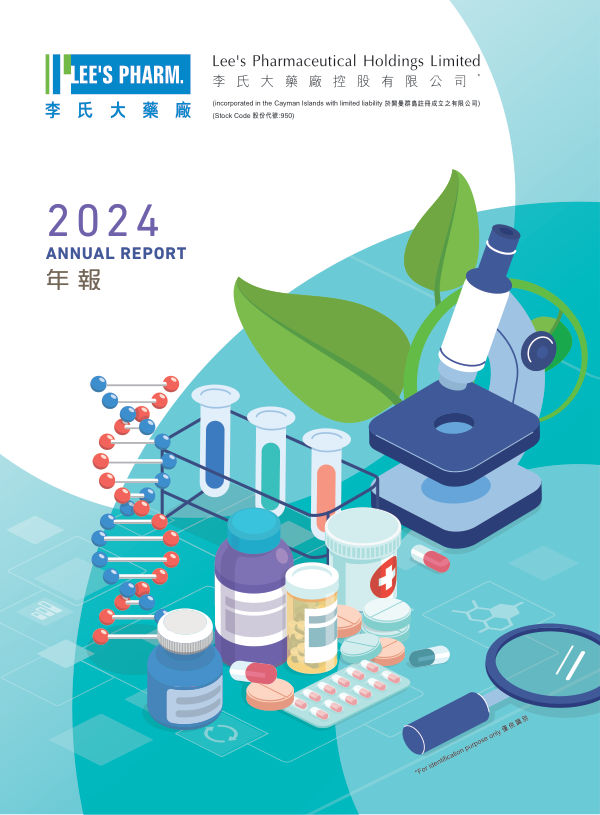 LEE'S PHARM.
李氏大藥廠
Lee's Pharmaceutical Holdings Limited
李氏大藥廠控股有限公司*
(incorporated in the Cayman Islands with limited liability 於開曼群島註冊成立之有限公司)
(Stock Code 股份代號:950)
2024
ANNUAL REPORT
年報
*For identification purpose only 僅供識別